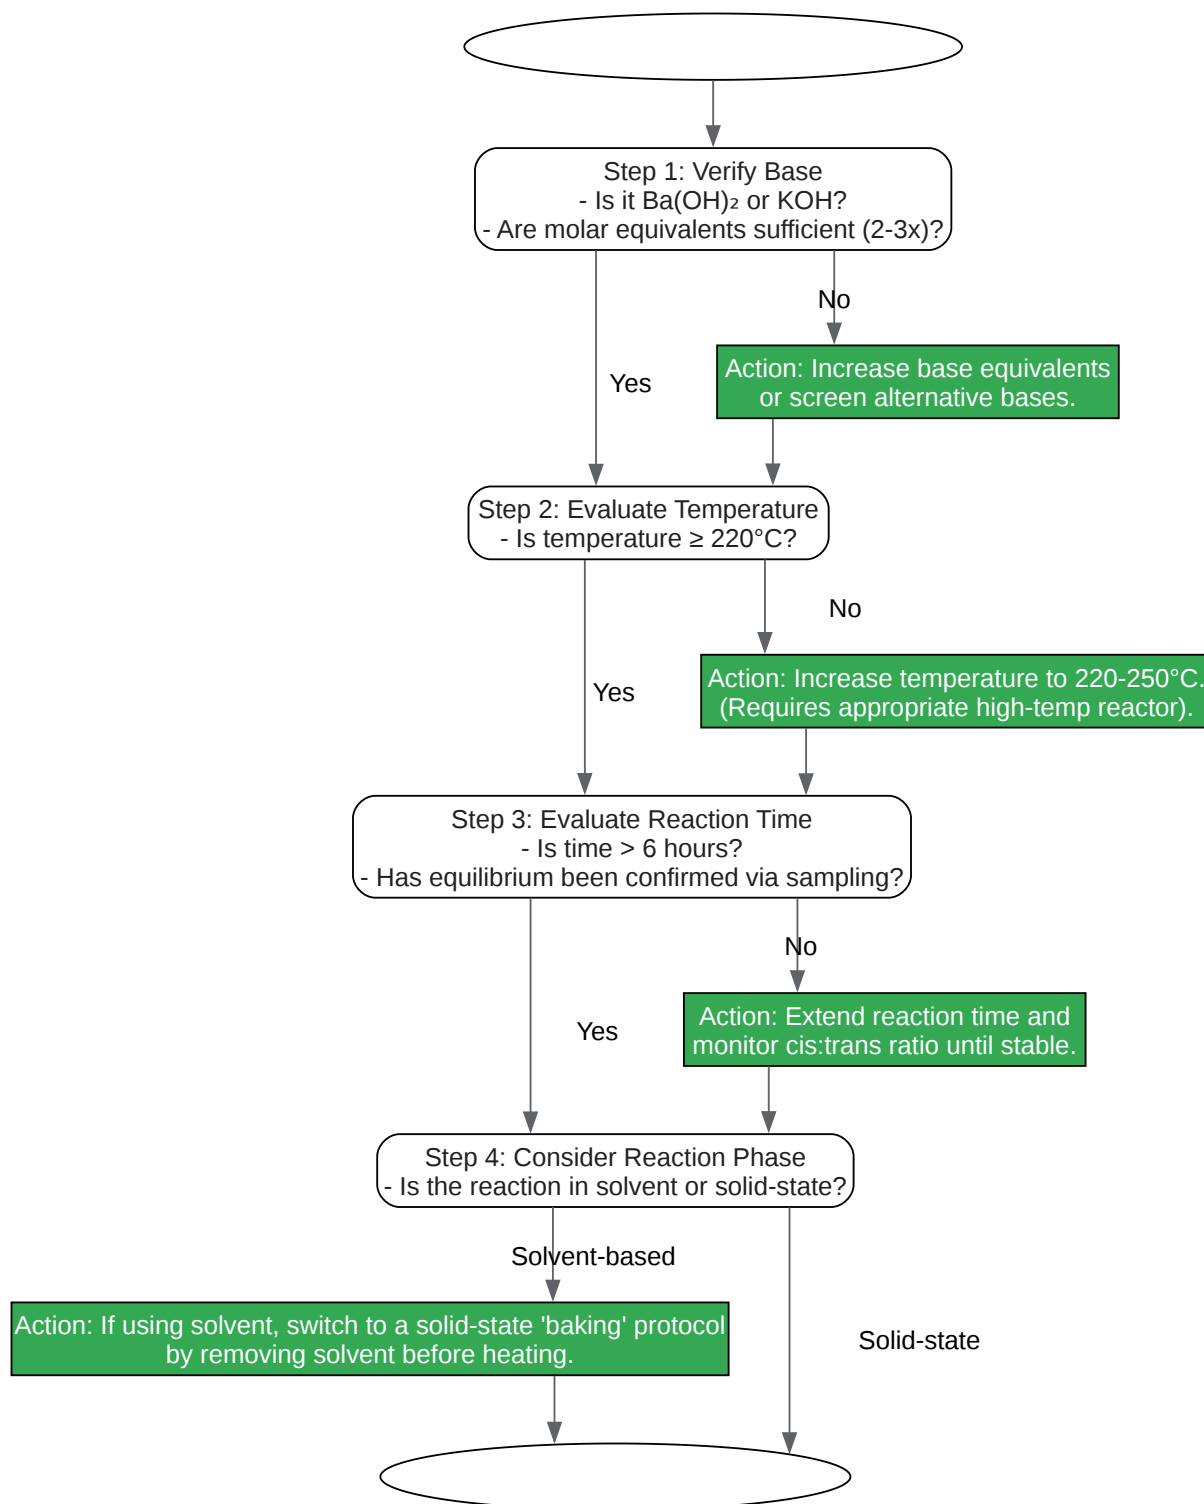 Step 1: Verify Base
- Is it Ba(OH)₂ or KOH?
- Are molar equivalents sufficient (2-3x)?
No
Action: Increase base equivalents
or screen alternative bases.
Yes
Step 2: Evaluate Temperature
- Is temperature ≥ 220°C?
No
Action: Increase temperature to 220-250°C.
(Requires appropriate high-temp reactor).
Yes
Step 3: Evaluate Reaction Time
- Is time > 6 hours?
- Has equilibrium been confirmed via sampling?
No
Action: Extend reaction time and
monitor cis:trans ratio until stable.
Yes
Step 4: Consider Reaction Phase
- Is the reaction in solvent or solid-state?
Solvent-based
Action: If using solvent, switch to a solid-state 'baking' protocol
by removing solvent before heating.
Solid-state